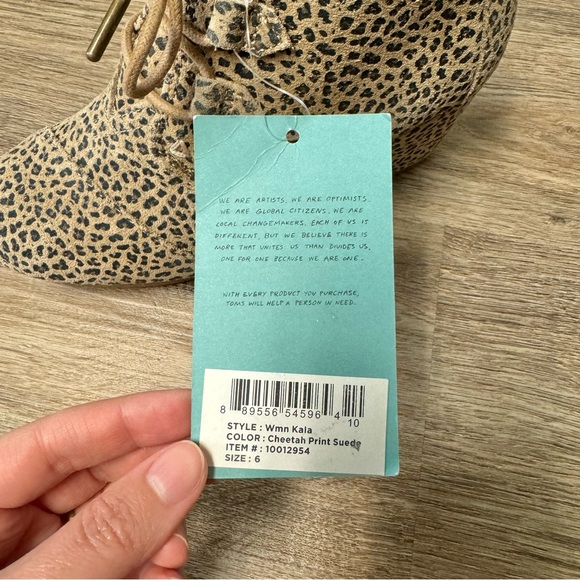 WE ARE ARTISTS. WE ARE OPTIMISTS.
WE ARE GLOBAL CITIZENS. WE ARE
LOCAL CHANGEMAKERS. EACH OF US IS
DIFFERENT, BUT WE BELIEVE THERE IS
MORE THAT UNITES US THAN DIVIDES US,
ONE FOR ONE BECAUSE WE ARE ONE.
WITH EVERY PRODUCT YOU PURCHASE,
TOMS WILL HELP A PERSON IN NEED.
8 89556 54596 4
10
STYLE : Wmn Kala
COLOR : Cheetah Print Suede
ITEM # : 10012954
SIZE : 6